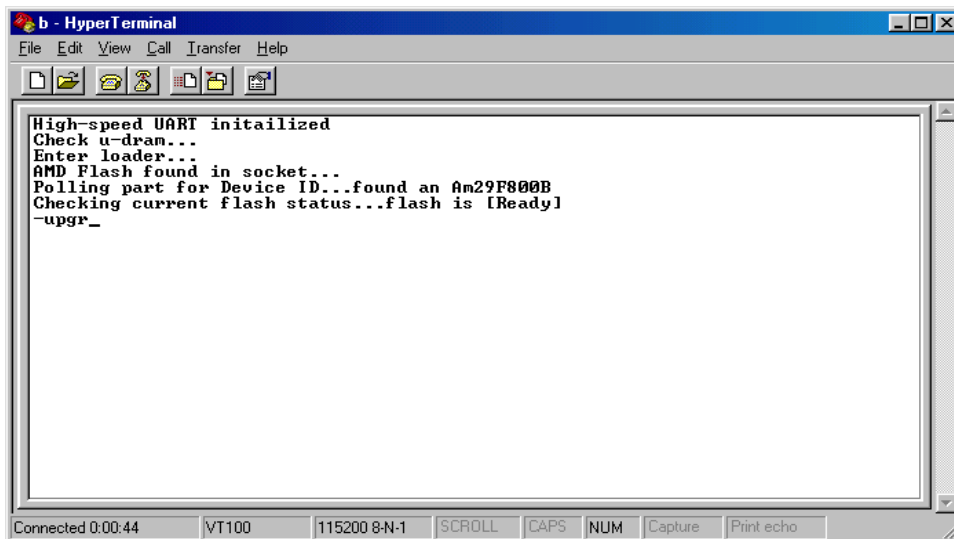 b - HyperTerminal
File Edit View Call Transfer Help
High-speed UART initailized
Check u-dram...
Enter loader...
AMD Flash found in socket...
Polling part for Device ID...found an Am29F800B
Checking current flash status...flash is [Ready]
-upgr_
Connected 0:00:44 VT100 115200 8-N-1 SCROLL CAPS NUM Capture Print echo